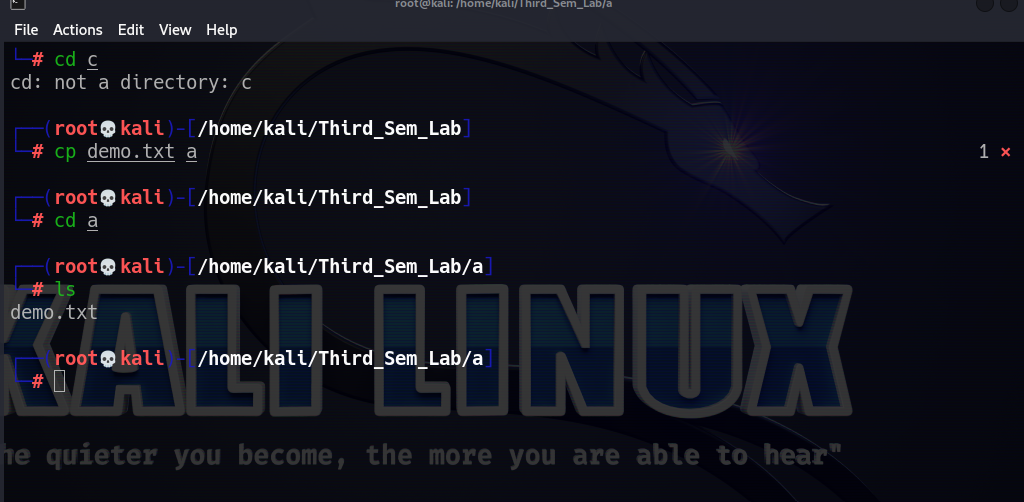 root@kali: /home/kali/Third_Sem_Lab/a
File Actions Edit View Help
└─# cd c
cd: not a directory: c
┌──(root💀kali)-[/home/kali/Third_Sem_Lab]
└─# cp demo.txt a 1 ⨯
┌──(root💀kali)-[/home/kali/Third_Sem_Lab]
└─# cd a
┌──(root💀kali)-[/home/kali/Third_Sem_Lab/a]
└─# ls
demo.txt
┌──(root💀kali)-[/home/kali/Third_Sem_Lab/a]
└─#
KALI LINUX
he quieter you become, the more you are able to hear"